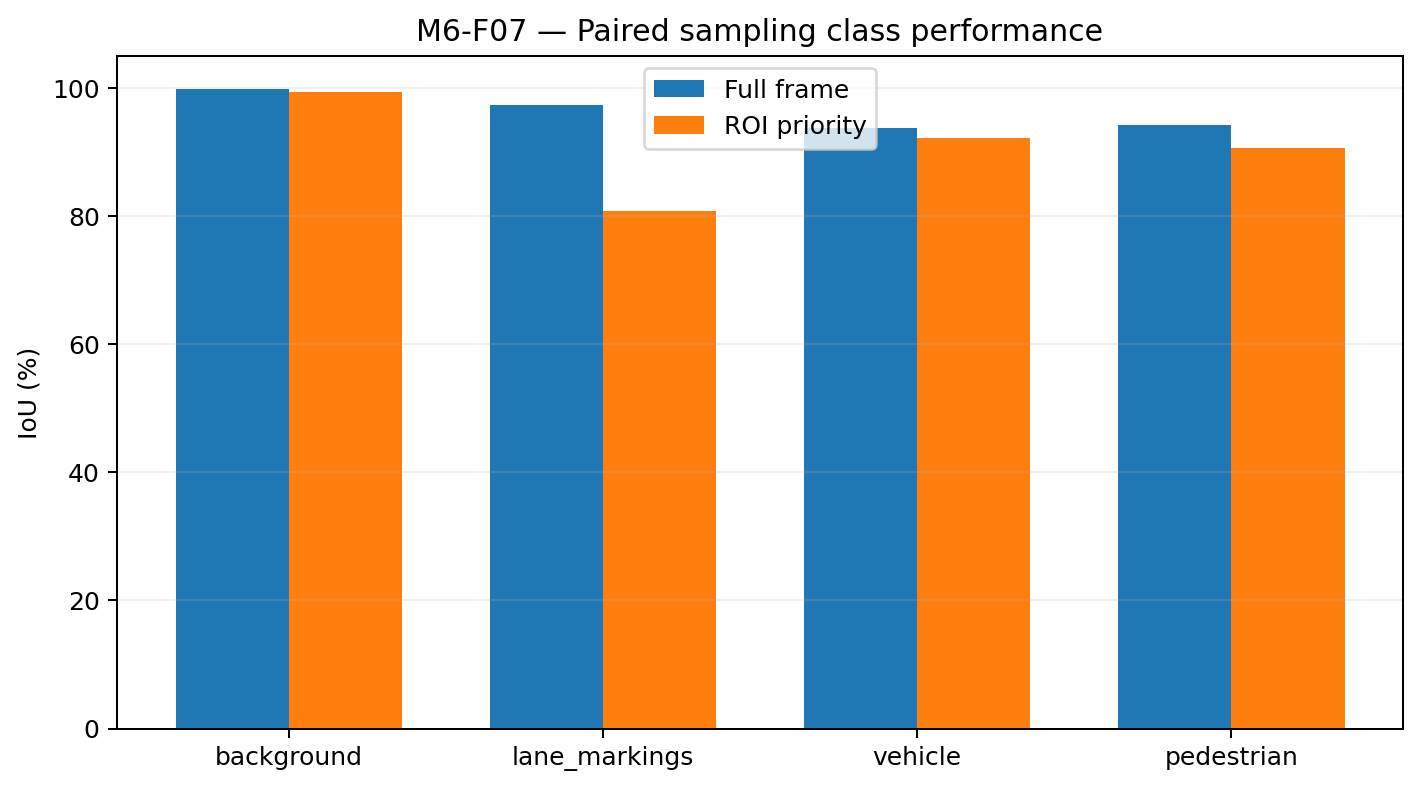 M6-F07 — Paired sampling class performance
Full frame
ROI priority
IoU (%)
100
80
60
40
20
0
background
lane_markings
vehicle
pedestrian